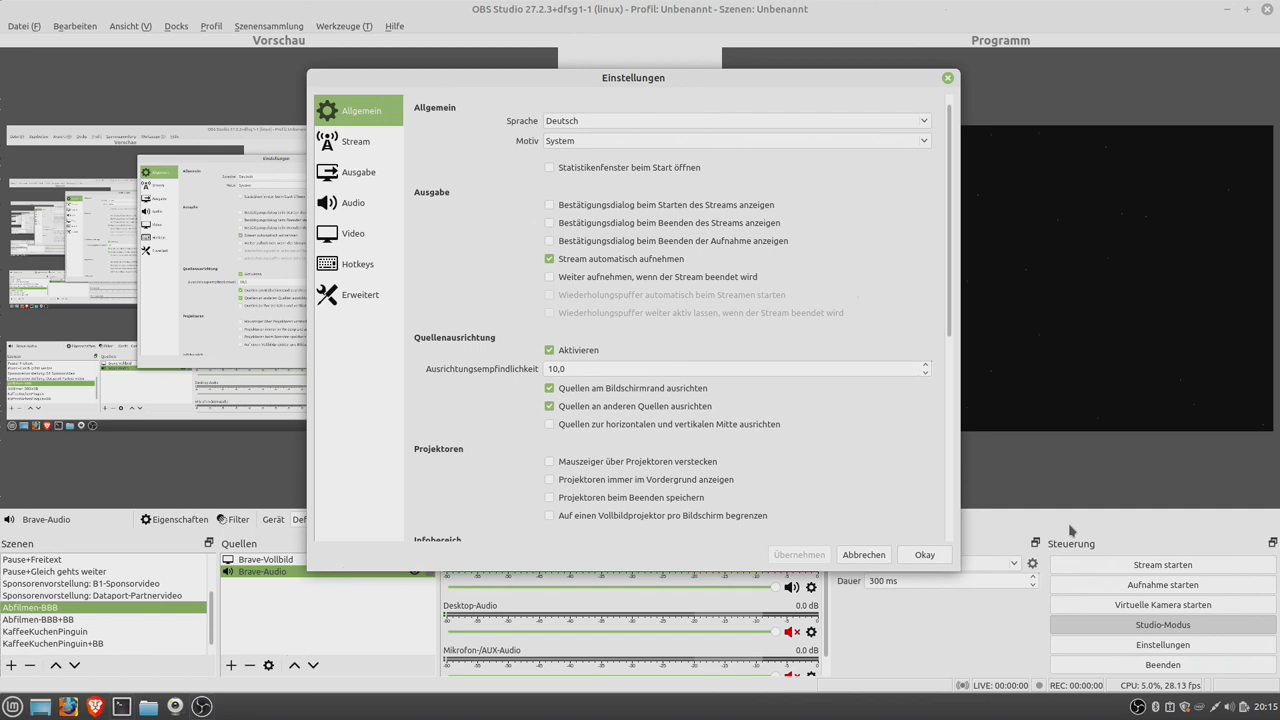 OBS Studio 27.2.3+dfsg1-1 (linux) - Profil: Unbenannt - Szenen: Unbenannt
Datei (F) Bearbeiten Ansicht (V) Docks Profil Szenensammlung Werkzeuge (T) Hilfe
Vorschau Programm
Einstellungen
Allgemein
Stream
Ausgabe
Audio
Video
Hotkeys
Erweitert
Allgemein
Sprache Deutsch
Motiv System
Statistikenfenster beim Start öffnen
Ausgabe
Bestätigungsdialog beim Starten des Streams anzeigen
Bestätigungsdialog beim Beenden des Streams anzeigen
Bestätigungsdialog beim Beenden der Aufnahme anzeigen
Stream automatisch aufnehmen
Weiter aufnehmen, wenn der Stream beendet wird
Wiederholungspuffer automatisch beim Streamen starten
Wiederholungspuffer weiter aktiv lassen, wenn der Stream beendet wird
Quellenausrichtung
Aktivieren
Ausrichtungsempfindlichkeit 10,0
Quellen am Bildschirmrand ausrichten
Quellen an anderen Quellen ausrichten
Quellen zur horizontalen und vertikalen Mitte ausrichten
Projektoren
Mauszeiger über Projektoren verstecken
Projektoren immer im Vordergrund anzeigen
Projektoren beim Beenden speichern
Auf einen Vollbildprojektor pro Bildschirm begrenzen
Infobereich
Übernehmen Abbrechen Okay
Brave-Audio Eigenschaften Filter Gerät Def
Szenen
Pause+Freitext
Pause+Gleich gehts weiter
Sponsorenvorstellung: B1-Sponsorvideo
Sponsorenvorstellung: Dataport-Partnervideo
Abfilmen-BBB
Abfilmen-BBB+BB
KaffeeKuchenPinguin
KaffeeKuchenPinguin+BB
Quellen
Brave-Vollbild
Brave-Audio
Desktop-Audio 0.0 dB
Mikrofon-/AUX-Audio 0.0 dB
Dauer 300 ms
Steuerung
Stream starten
Aufnahme starten
Virtuelle Kamera starten
Studio-Modus
Einstellungen
Beenden
LIVE: 00:00:00 REC: 00:00:00 CPU: 5.0%, 28.13 fps
20:15